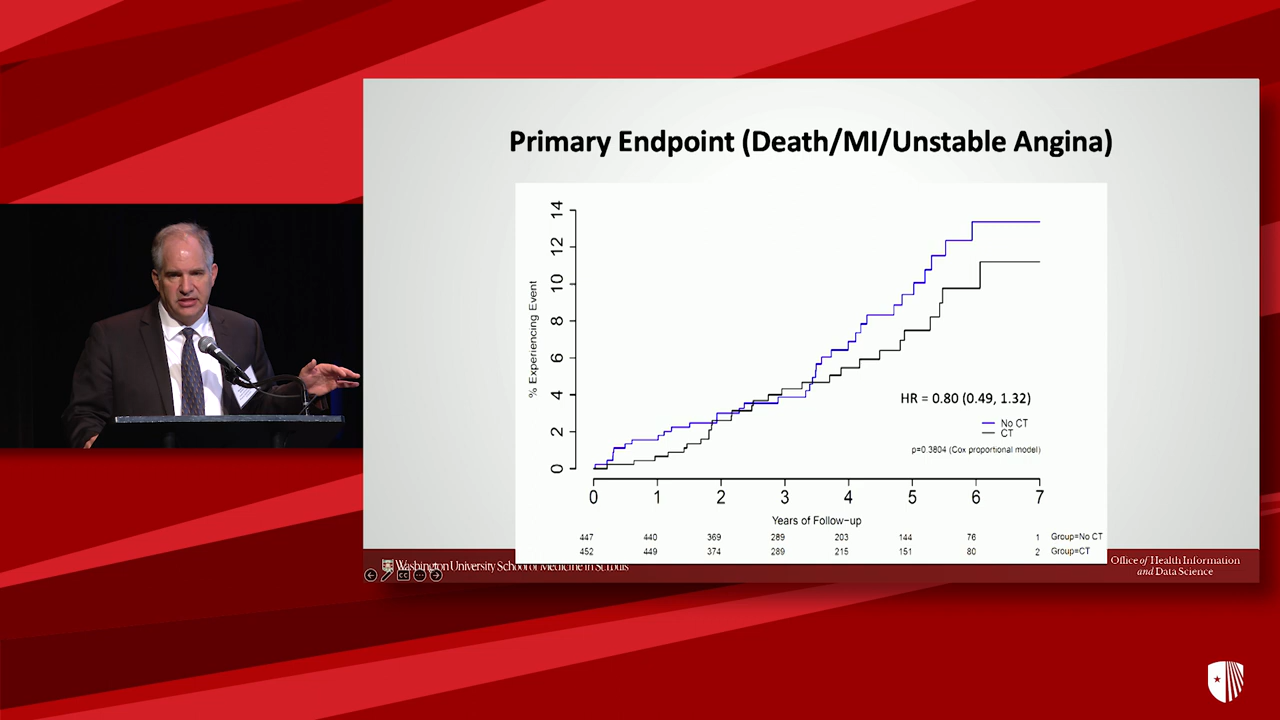 Primary Endpoint (Death/MI/Unstable Angina)
% Experiencing Event
14
12
10
8
6
4
2
0
HR = 0.80 (0.49, 1.32)
No CT
CT
p=0.3804 (Cox proportional model)
0 1 2 3 4 5 6 7
Years of Follow-up
447 440 369 289 203 144 76 1 Group=No CT
452 449 374 289 215 151 80 2 Group=CT
Washington University School of Medicine in St. Louis
Office of Health Information
and Data Science